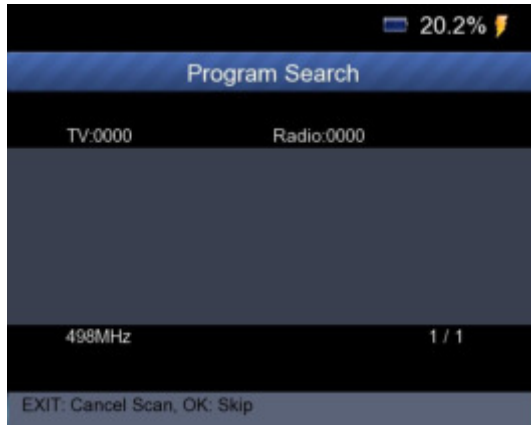 20.2%
Program Search
TV:0000 Radio:0000
498MHz 1 / 1
EXIT: Cancel Scan, OK: Skip